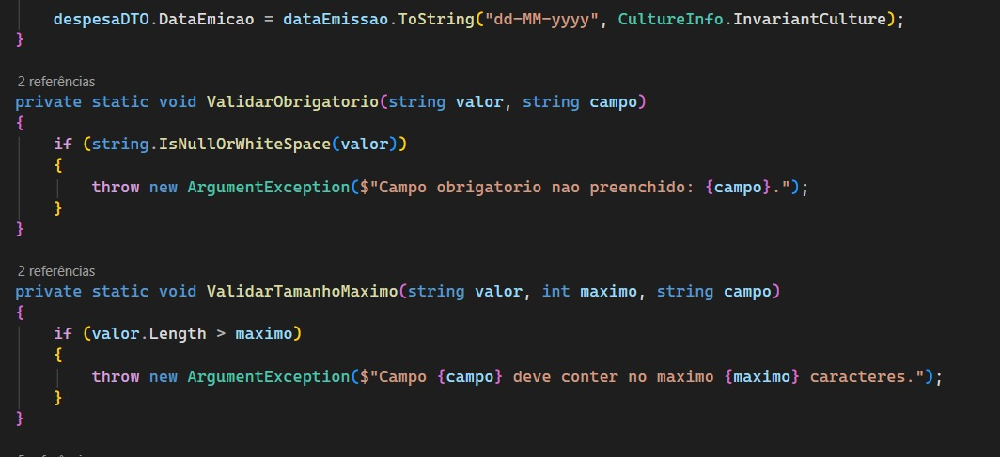 despesaDTO.DataEmicao = dataEmissao.ToString("dd-MM-yyyy", CultureInfo.InvariantCulture);
}
2 referências
private static void ValidarObrigatorio(string valor, string campo)
{
if (string.IsNullOrWhiteSpace(valor))
{
throw new ArgumentException($"Campo obrigatorio nao preenchido: {campo}.");
}
}
2 referências
private static void ValidarTamanhoMaximo(string valor, int maximo, string campo)
{
if (valor.Length > maximo)
{
throw new ArgumentException($"Campo {campo} deve conter no maximo {maximo} caracteres.");
}
}